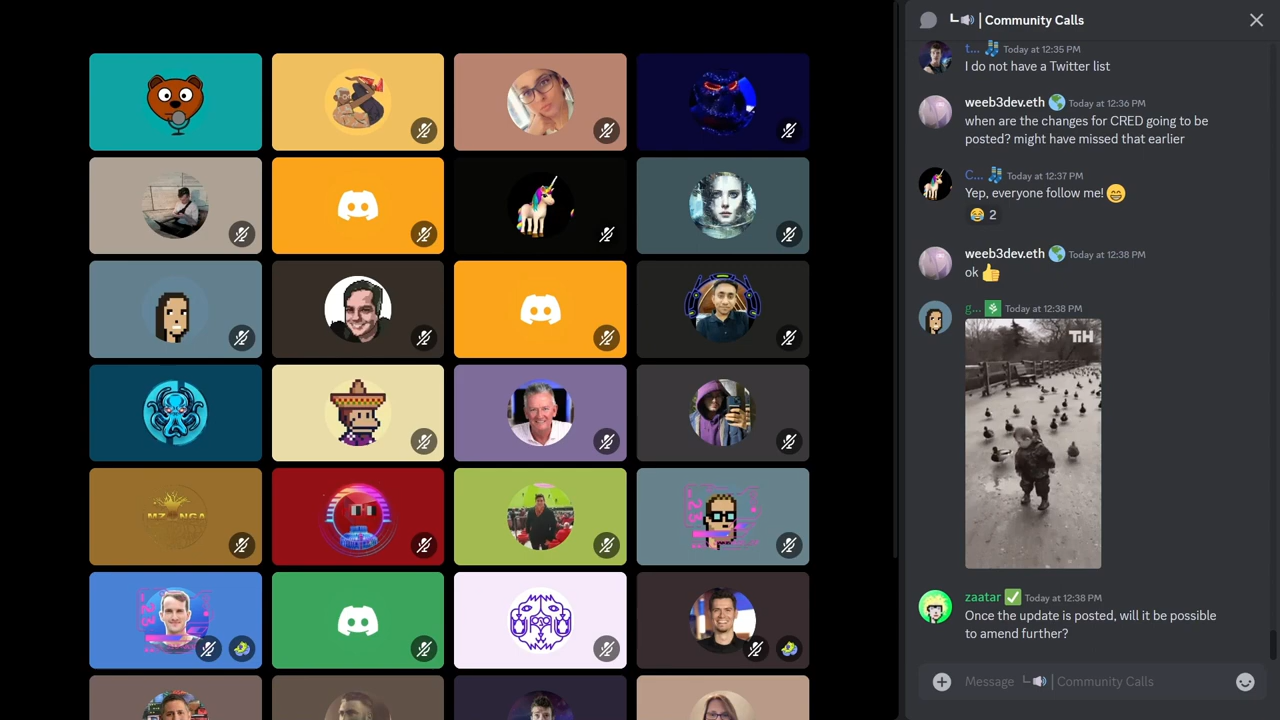 Community Calls
t... Today at 12:35 PM
I do not have a Twitter list
weeb3dev.eth Today at 12:36 PM
when are the changes for CRED going to be
posted? might have missed that earlier
C... Today at 12:37 PM
Yep, everyone follow me!
2
weeb3dev.eth Today at 12:38 PM
ok
g... Today at 12:38 PM
TiH
zaatar Today at 12:38 PM
Once the update is posted, will it be possible
to amend further?
Message Community Calls